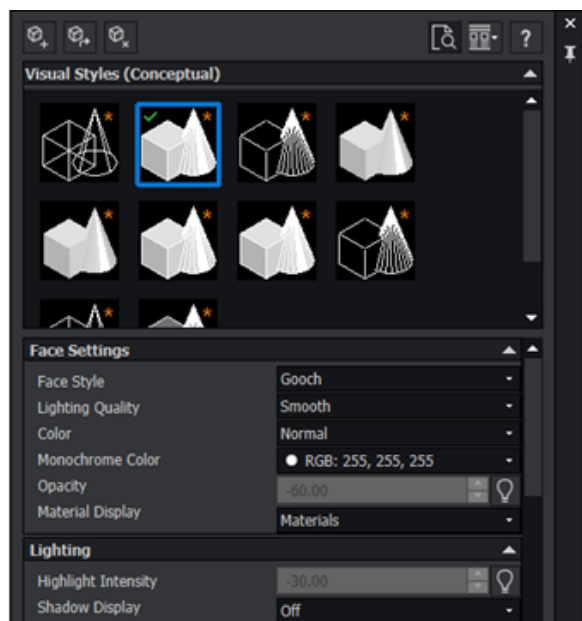 ?
Visual Styles (Conceptual)
Face Settings
Face Style Gooch
Lighting Quality Smooth
Color Normal
Monochrome Color RGB: 255, 255, 255
Opacity -60.00
Material Display Materials
Lighting
Highlight Intensity -30.00
Shadow Display Off